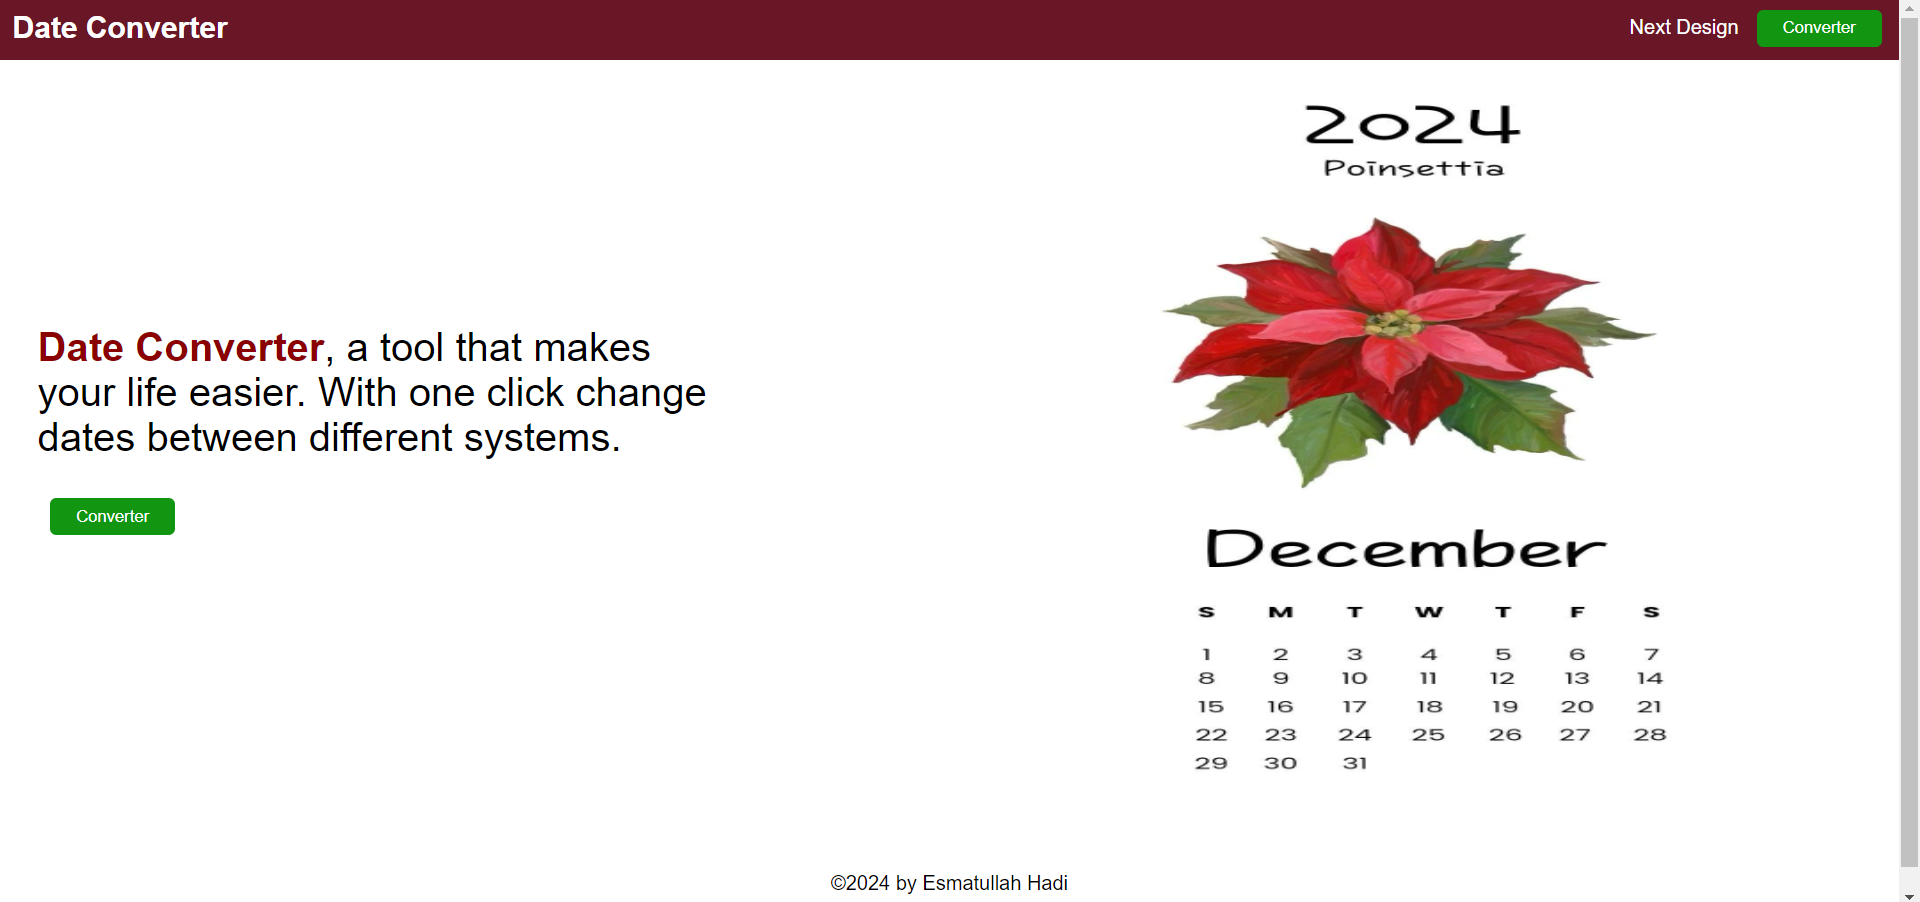 Date Converter
Next Design
Converter
2024
Poinsettia
Date Converter, a tool that makes
your life easier. With one click change
dates between different systems.
Converter
December
S M T W T F S
1 2 3 4 5 6 7
8 9 10 11 12 13 14
15 16 17 18 19 20 21
22 23 24 25 26 27 28
29 30 31
©2024 by Esmatullah Hadi